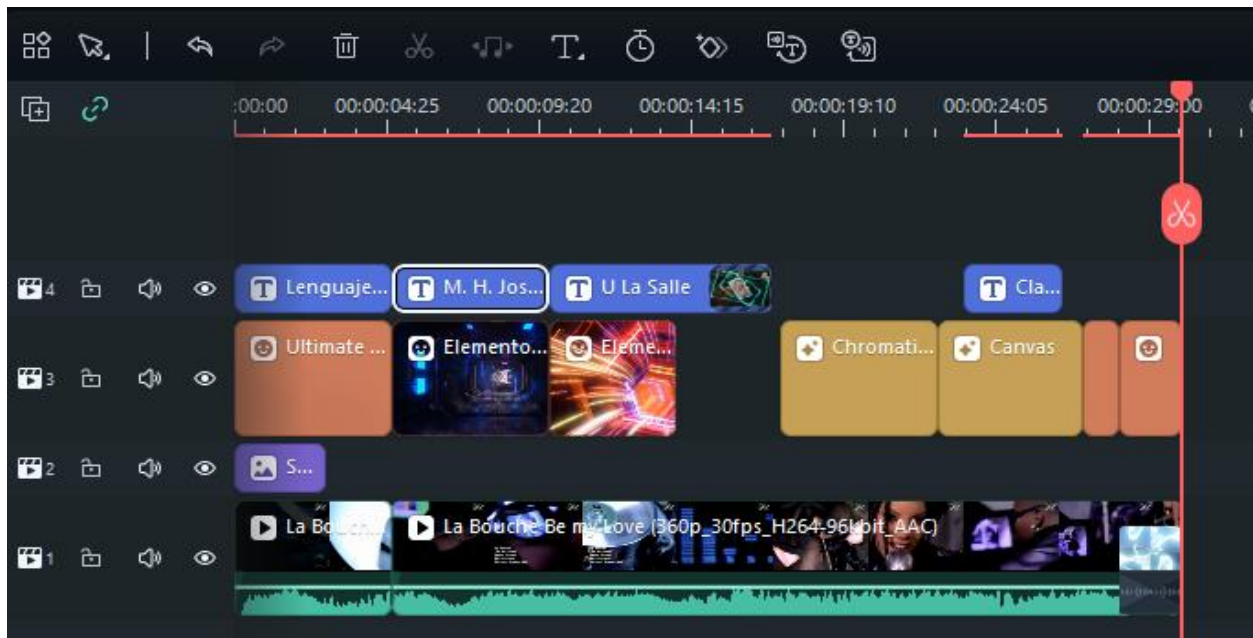 :00:00 00:00:04:25 00:00:09:20 00:00:14:15 00:00:19:10 00:00:24:05 00:00:29:00
4 Lenguaje... M. H. Jos... U La Salle Cla...
3 Ultimate ... Elemento... Eleme... Chromati... Canvas
2 S...
1 La Bouch... La Bouche Be my Love (360p_30fps_H264-96kbit_AAC)